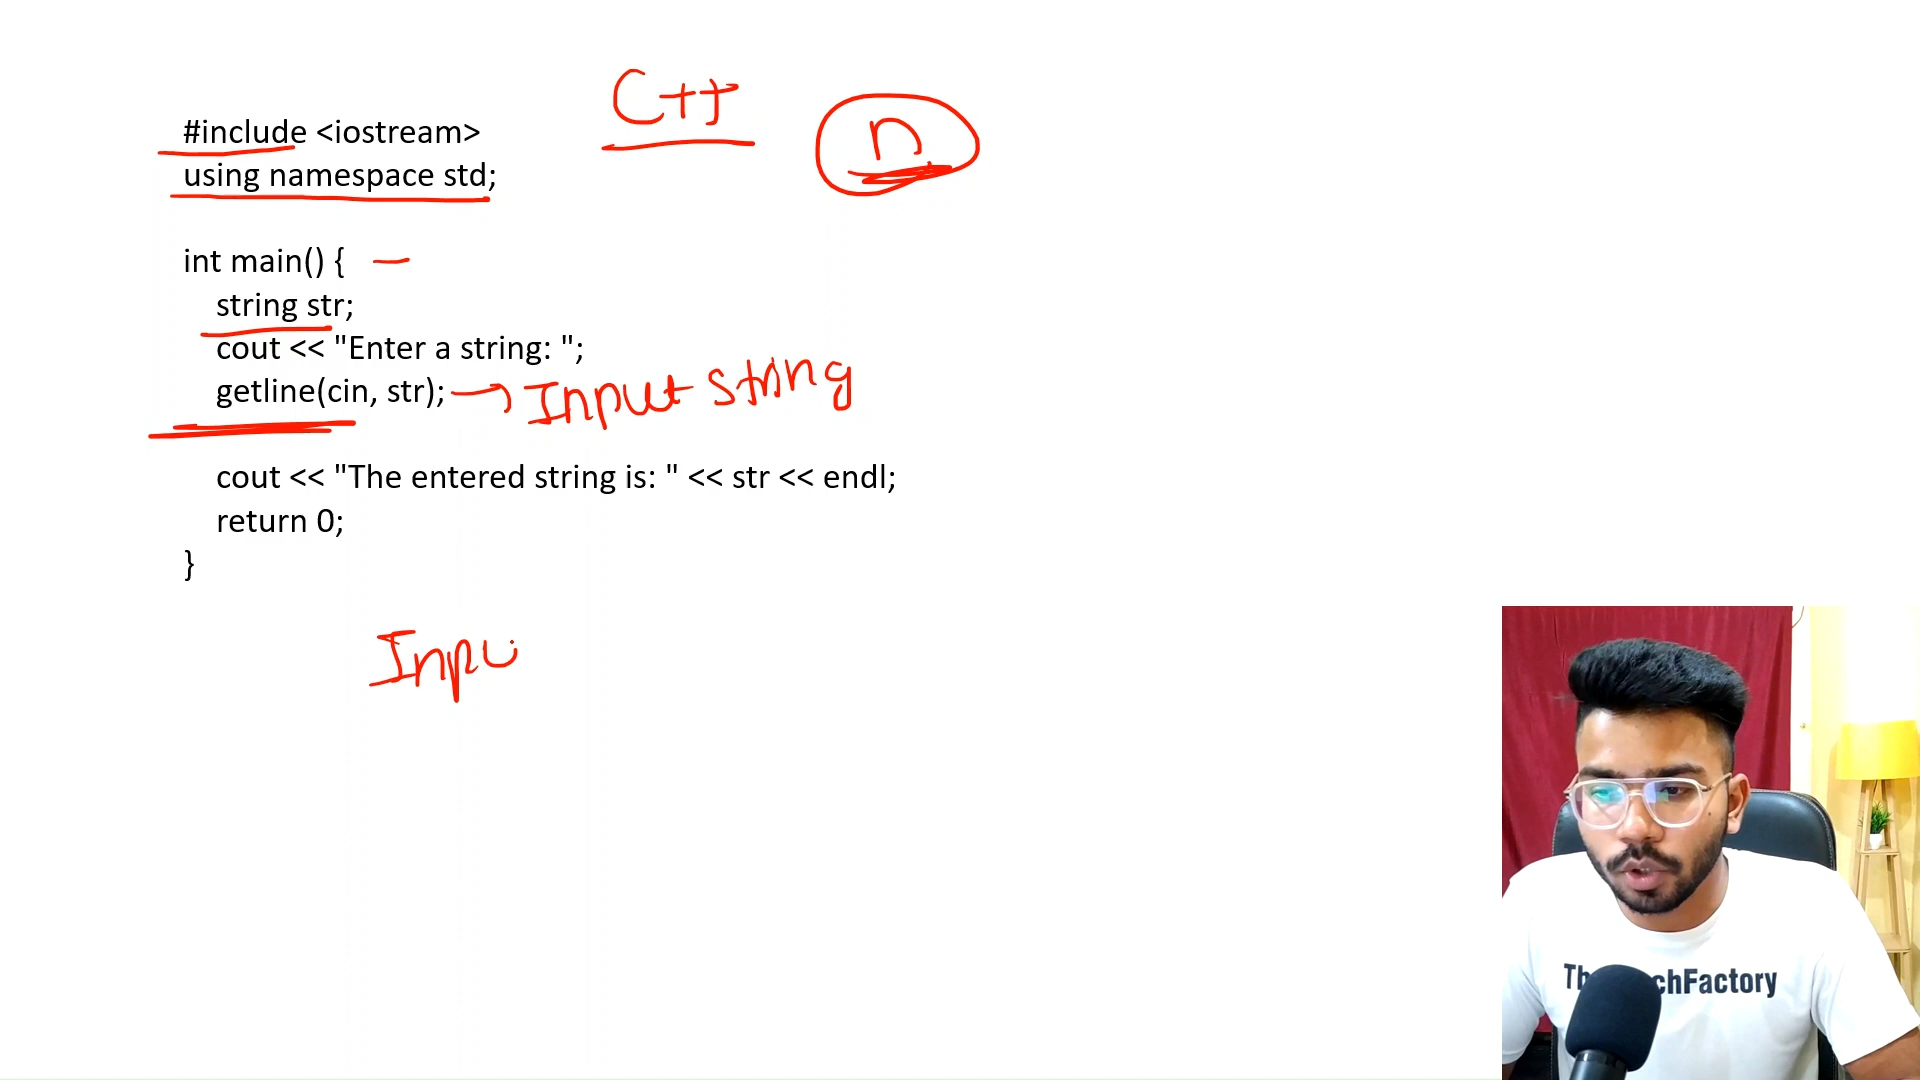 C++
n
#include <iostream>
using namespace std;
int main() {
string str;
cout << "Enter a string: ";
getline(cin, str); Input string
cout << "The entered string is: " << str << endl;
return 0;
}
Inpu
chFactory